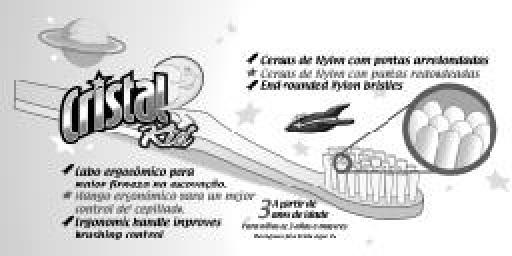 Cerdas de Nylon com pontas arredondadas
Cerdas de Nylon com puntas redondeadas
End-rounded Nylon bristles
Cristal
Kids
Cabo ergonômico para
maior firmeza na escovação.
Mango ergonómico para un mejor
control de cepillado.
Ergonomic handle improves
brushing control
3 A partir de
anos de idade